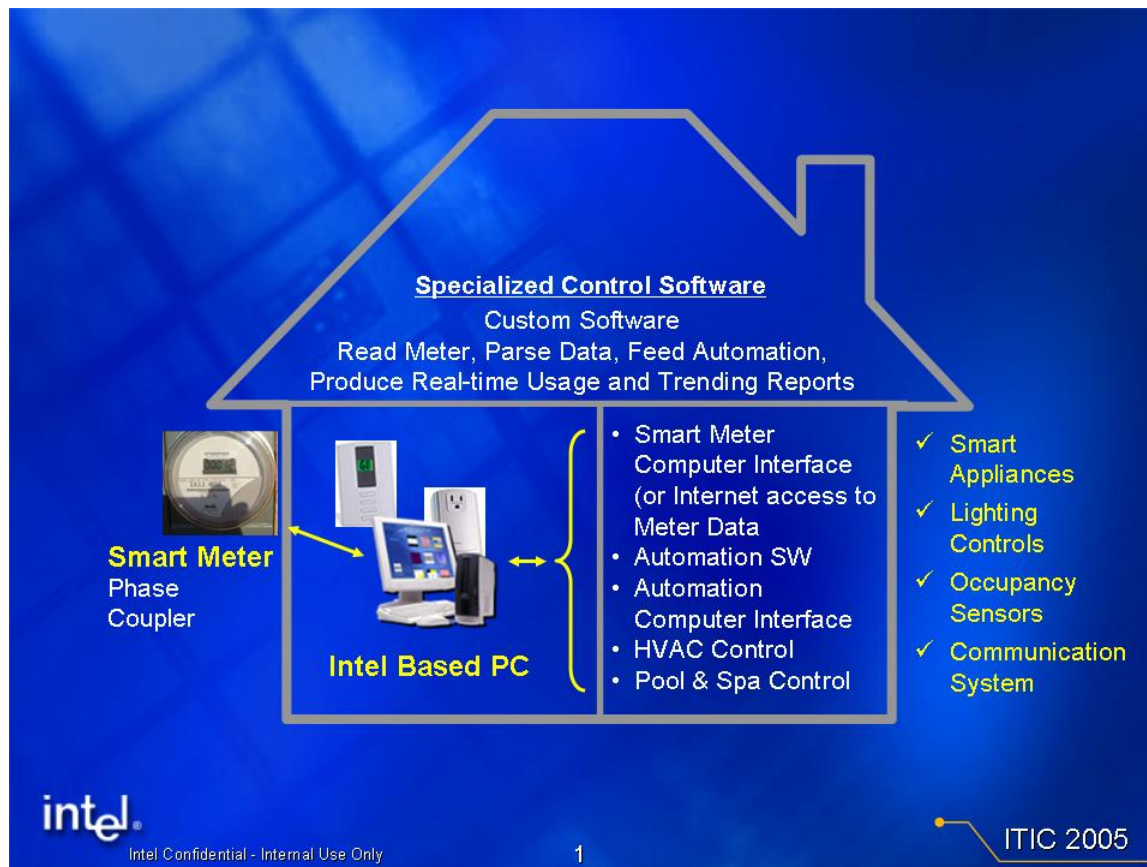 Specialized Control Software
Custom Software
Read Meter, Parse Data, Feed Automation,
Produce Real-time Usage and Trending Reports
Smart Meter
Phase
Coupler
Intel Based PC
• Smart Meter
Computer Interface
(or Internet access to
Meter Data
• Automation SW
• Automation
Computer Interface
• HVAC Control
• Pool & Spa Control
✓ Smart
Appliances
✓ Lighting
Controls
✓ Occupancy
Sensors
✓ Communication
System
intel®
Intel Confidential - Internal Use Only
1
ITIC 2005